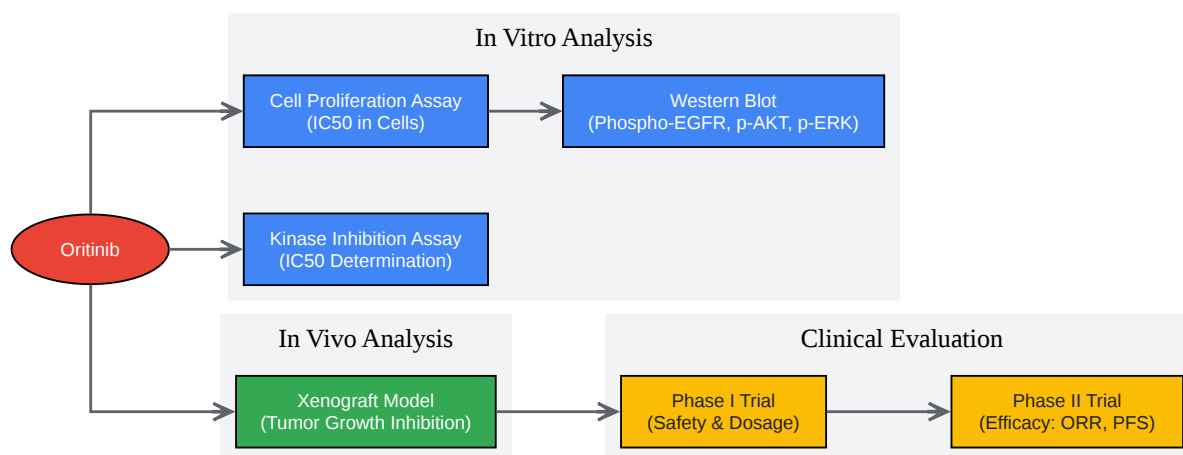 In Vitro Analysis
Cell Proliferation Assay
(IC50 in Cells)
Western Blot
(Phospho-EGFR, p-AKT, p-ERK)
Oritinib
Kinase Inhibition Assay
(IC50 Determination)
In Vivo Analysis
Xenograft Model
(Tumor Growth Inhibition)
Clinical Evaluation
Phase I Trial
(Safety & Dosage)
Phase II Trial
(Efficacy: ORR, PFS)